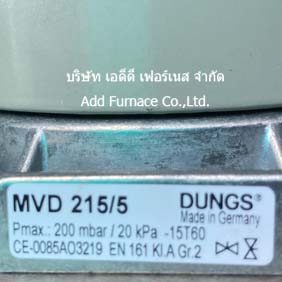 บริษัท เอดีดี เฟอร์เนส จำกัด
Add Furnace Co.,Ltd.
MVD 215/5
DUNGS®
Made in Germany
Pmax.: 200 mbar / 20 kPa -15T60
CE-0085AO3219 EN 161 Kl.A Gr.2